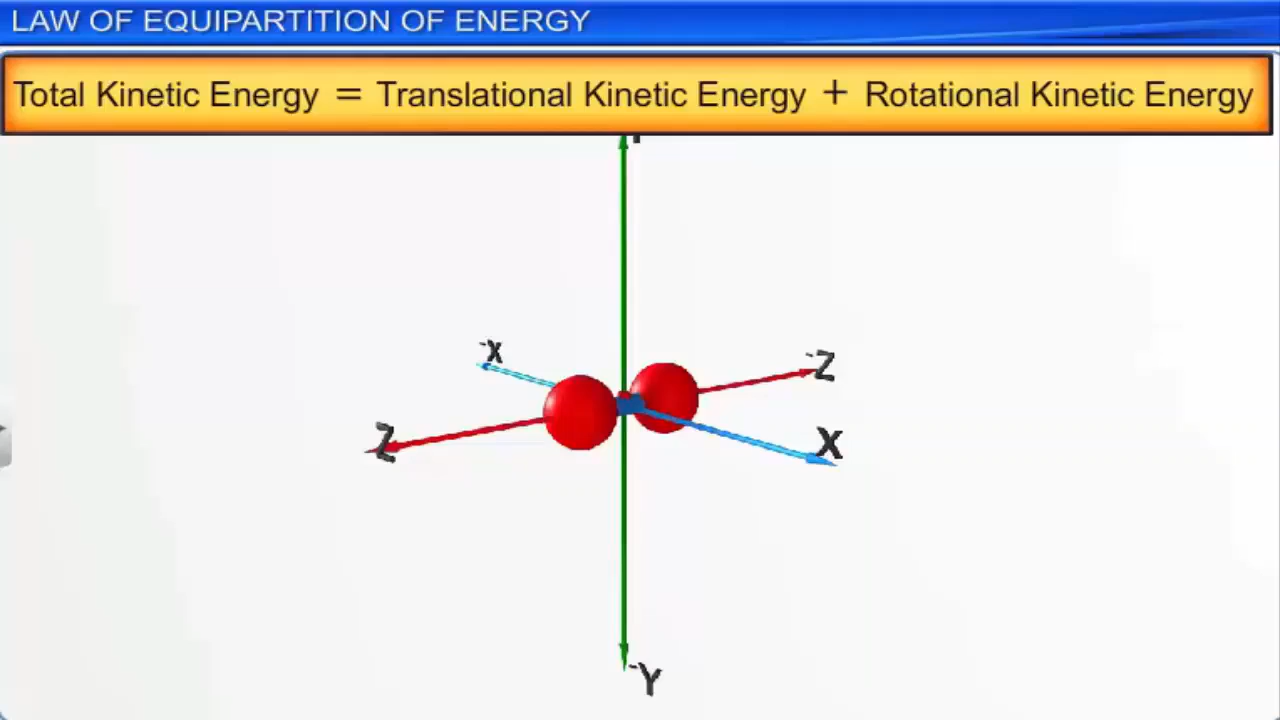 LAW OF EQUIPARTITION OF ENERGY
Total Kinetic Energy = Translational Kinetic Energy + Rotational Kinetic Energy
-X
-Z
Z
X
-Y